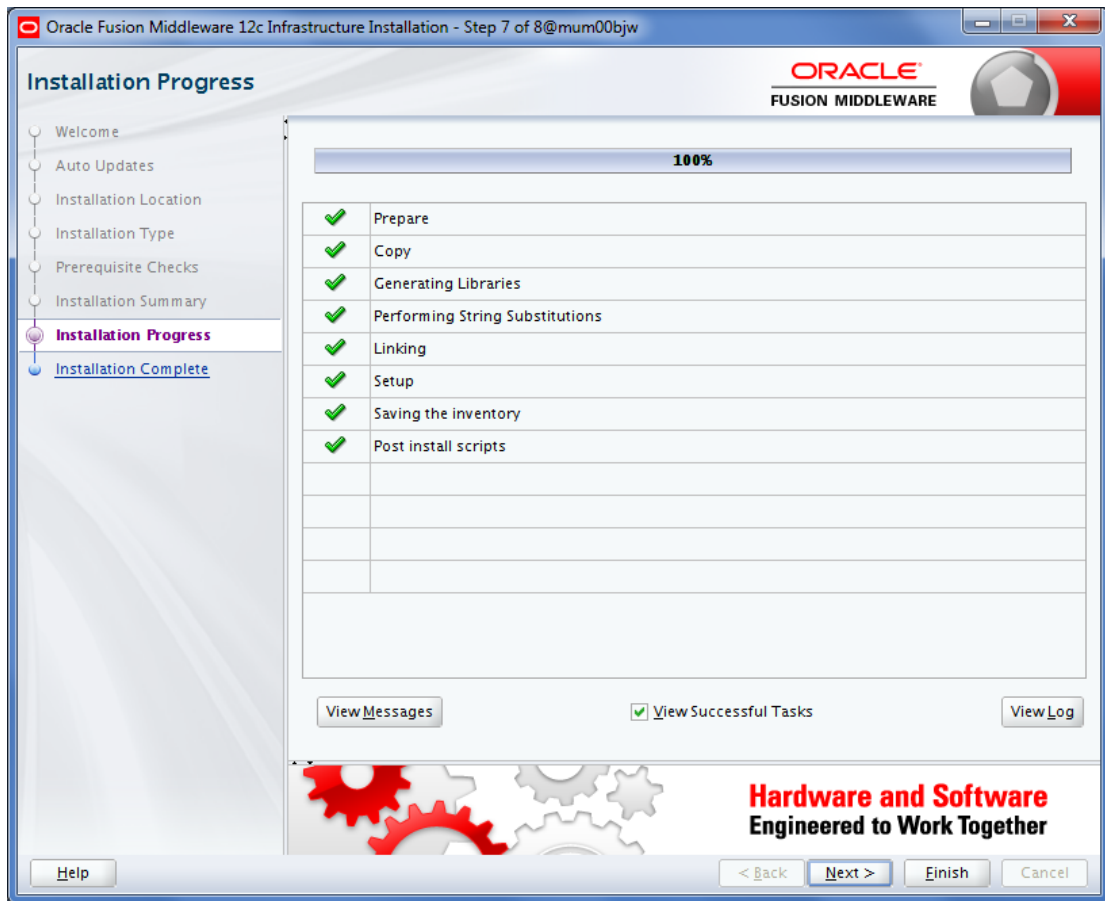 Oracle Fusion Middleware 12c Infrastructure Installation - Step 7 of 8@mum00bjw
Installation Progress
ORACLE
FUSION MIDDLEWARE
Welcome
Auto Updates
Installation Location
Installation Type
Prerequisite Checks
Installation Summary
Installation Progress
Installation Complete
100%
Prepare
Copy
Generating Libraries
Performing String Substitutions
Linking
Setup
Saving the inventory
Post install scripts
View Messages
View Successful Tasks
View Log
Hardware and Software
Engineered to Work Together
Help
< Back
Next >
Finish
Cancel